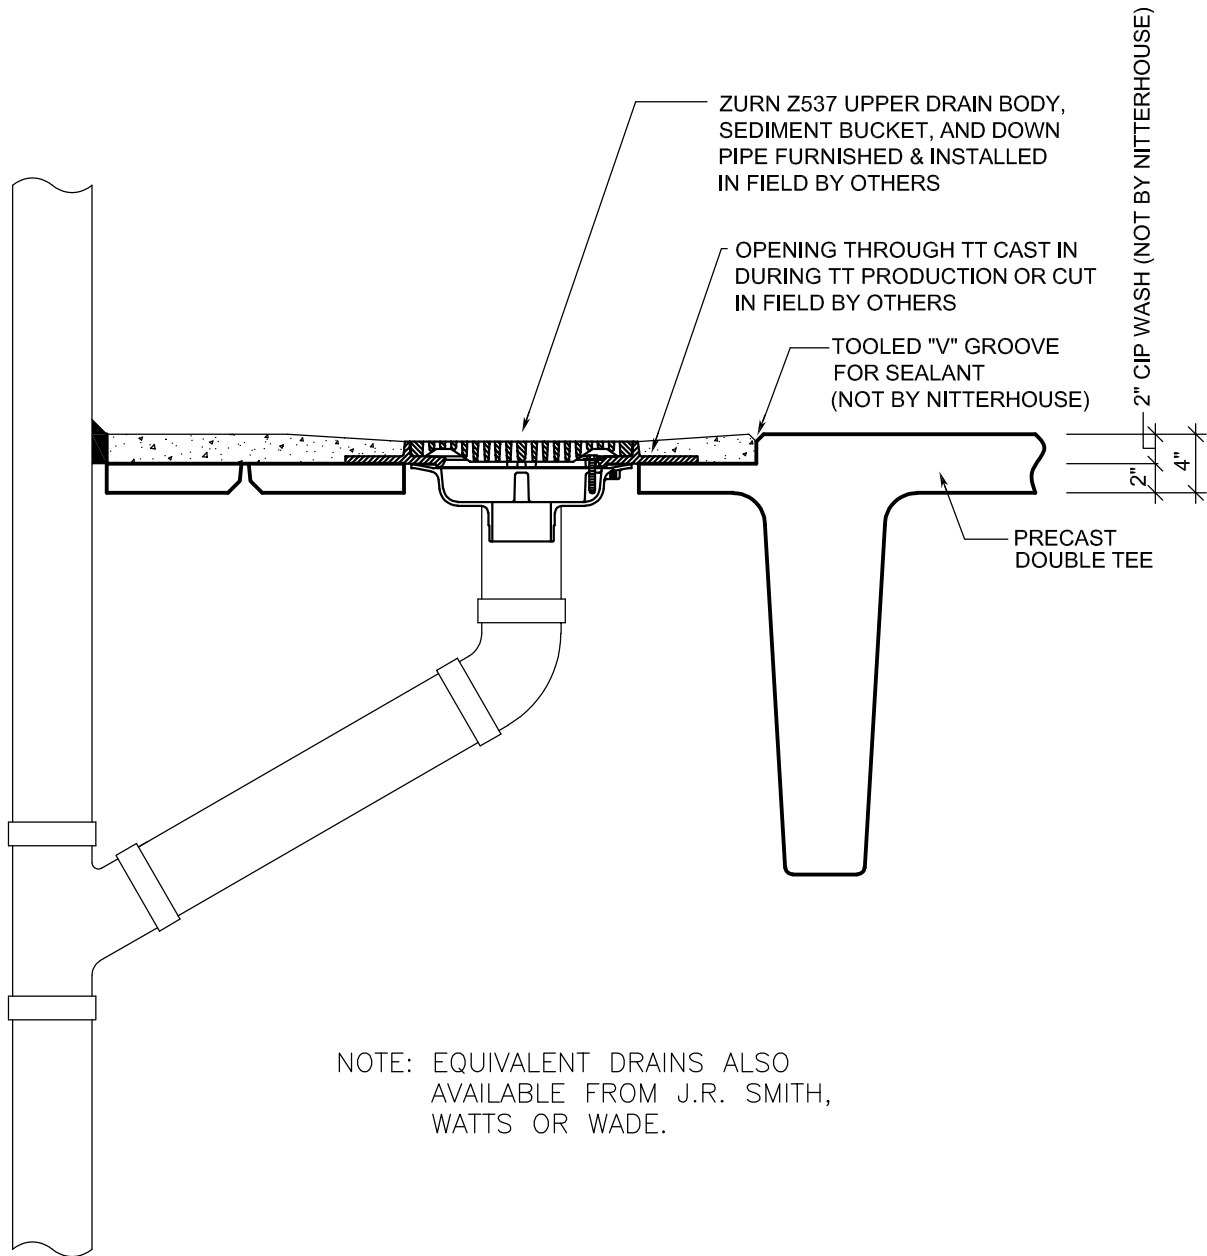 ZURN Z537 UPPER DRAIN BODY,
SEDIMENT BUCKET, AND DOWN
PIPE FURNISHED & INSTALLED
IN FIELD BY OTHERS
OPENING THROUGH TT CAST IN
DURING TT PRODUCTION OR CUT
IN FIELD BY OTHERS
TOOLED "V" GROOVE
FOR SEALANT
(NOT BY NITTERHOUSE)
2" CIP WASH (NOT BY NITTERHOUSE)
2"
4"
PRECAST
DOUBLE TEE
NOTE: EQUIVALENT DRAINS ALSO
AVAILABLE FROM J.R. SMITH,
WATTS OR WADE.